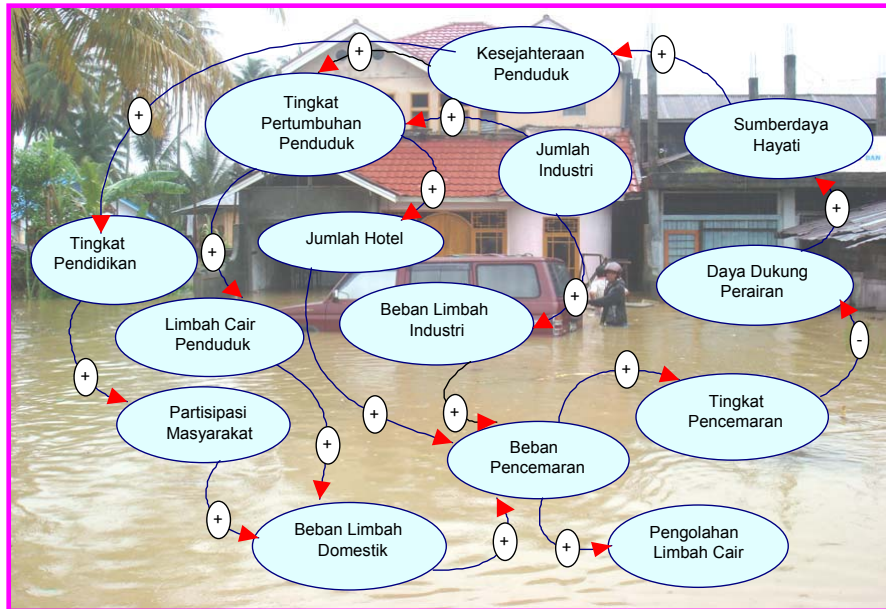 Kesejahteraan
Penduduk
+
+
Tingkat
Pertumbuhan
Penduduk
+
+
Sumberdaya
Hayati
DAN
Jumlah
Industri
+
+
+
Tingkat
Pendidikan
+
Jumlah Hotel
Daya Dukung
Perairan
+
Limbah Cair
Penduduk
Beban Limbah
Industri
-
+
+
Partisipasi
Masyarakat
+
+
Tingkat
Pencemaran
+
Beban
Pencemaran
+
Beban Limbah
Domestik
+
+
Pengolahan
Limbah Cair